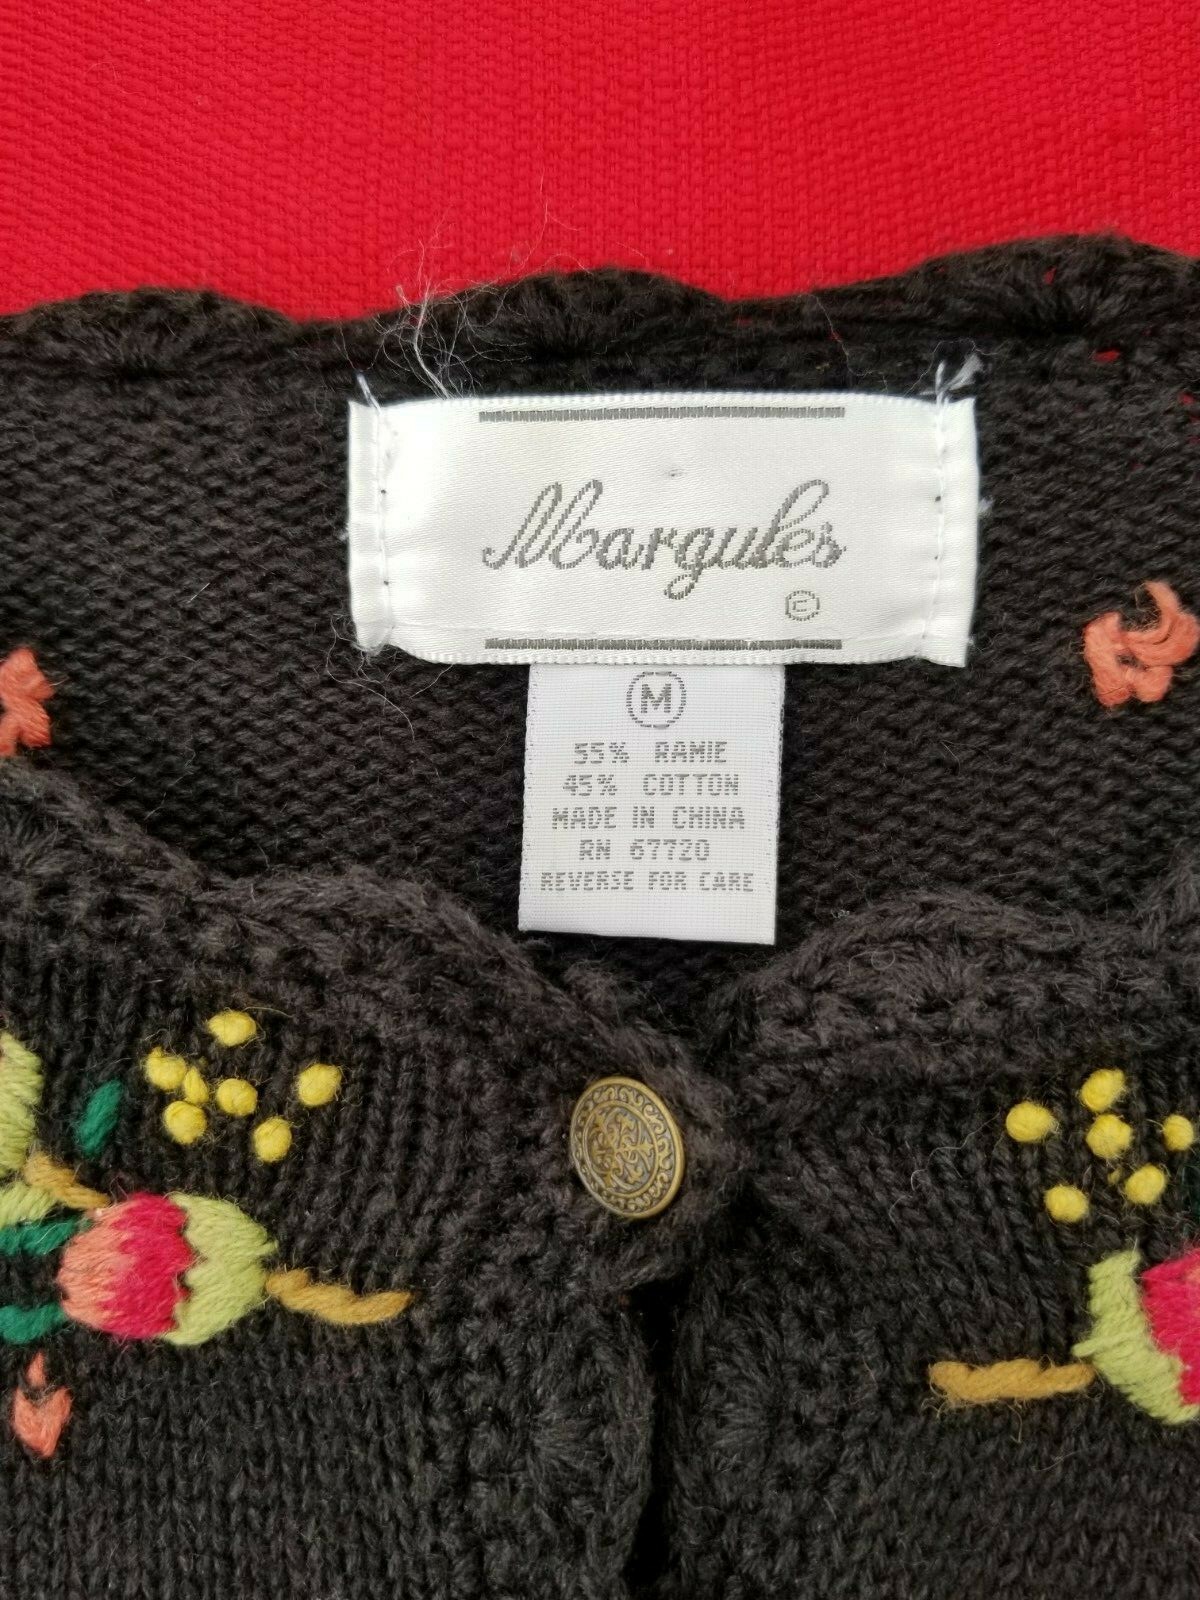 Margules
©
M
55% RAMIE
45% COTTON
MADE IN CHINA
RN 67720
REVERSE FOR CARE